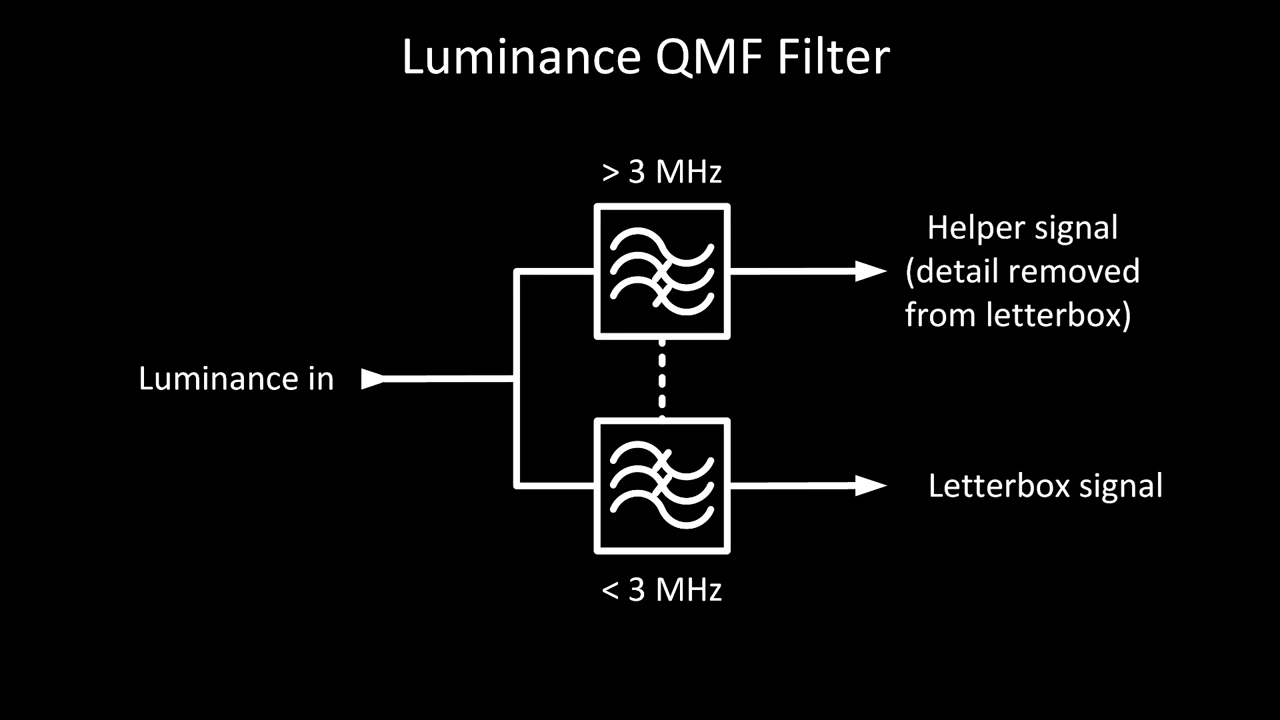 Luminance QMF Filter
> 3 MHz
Helper signal
(detail removed
from letterbox)
Luminance in
Letterbox signal
< 3 MHz